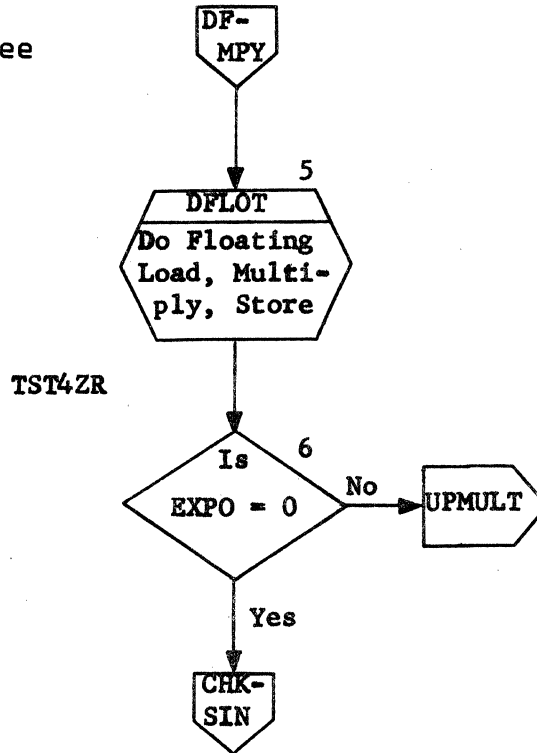 ee
DF-
MPY
5
DFLOT
Do Floating
Load, Multi-
ply, Store
TST4ZR
6
Is
EXPO = 0
No
UPMULT
Yes
CHK-
SIN